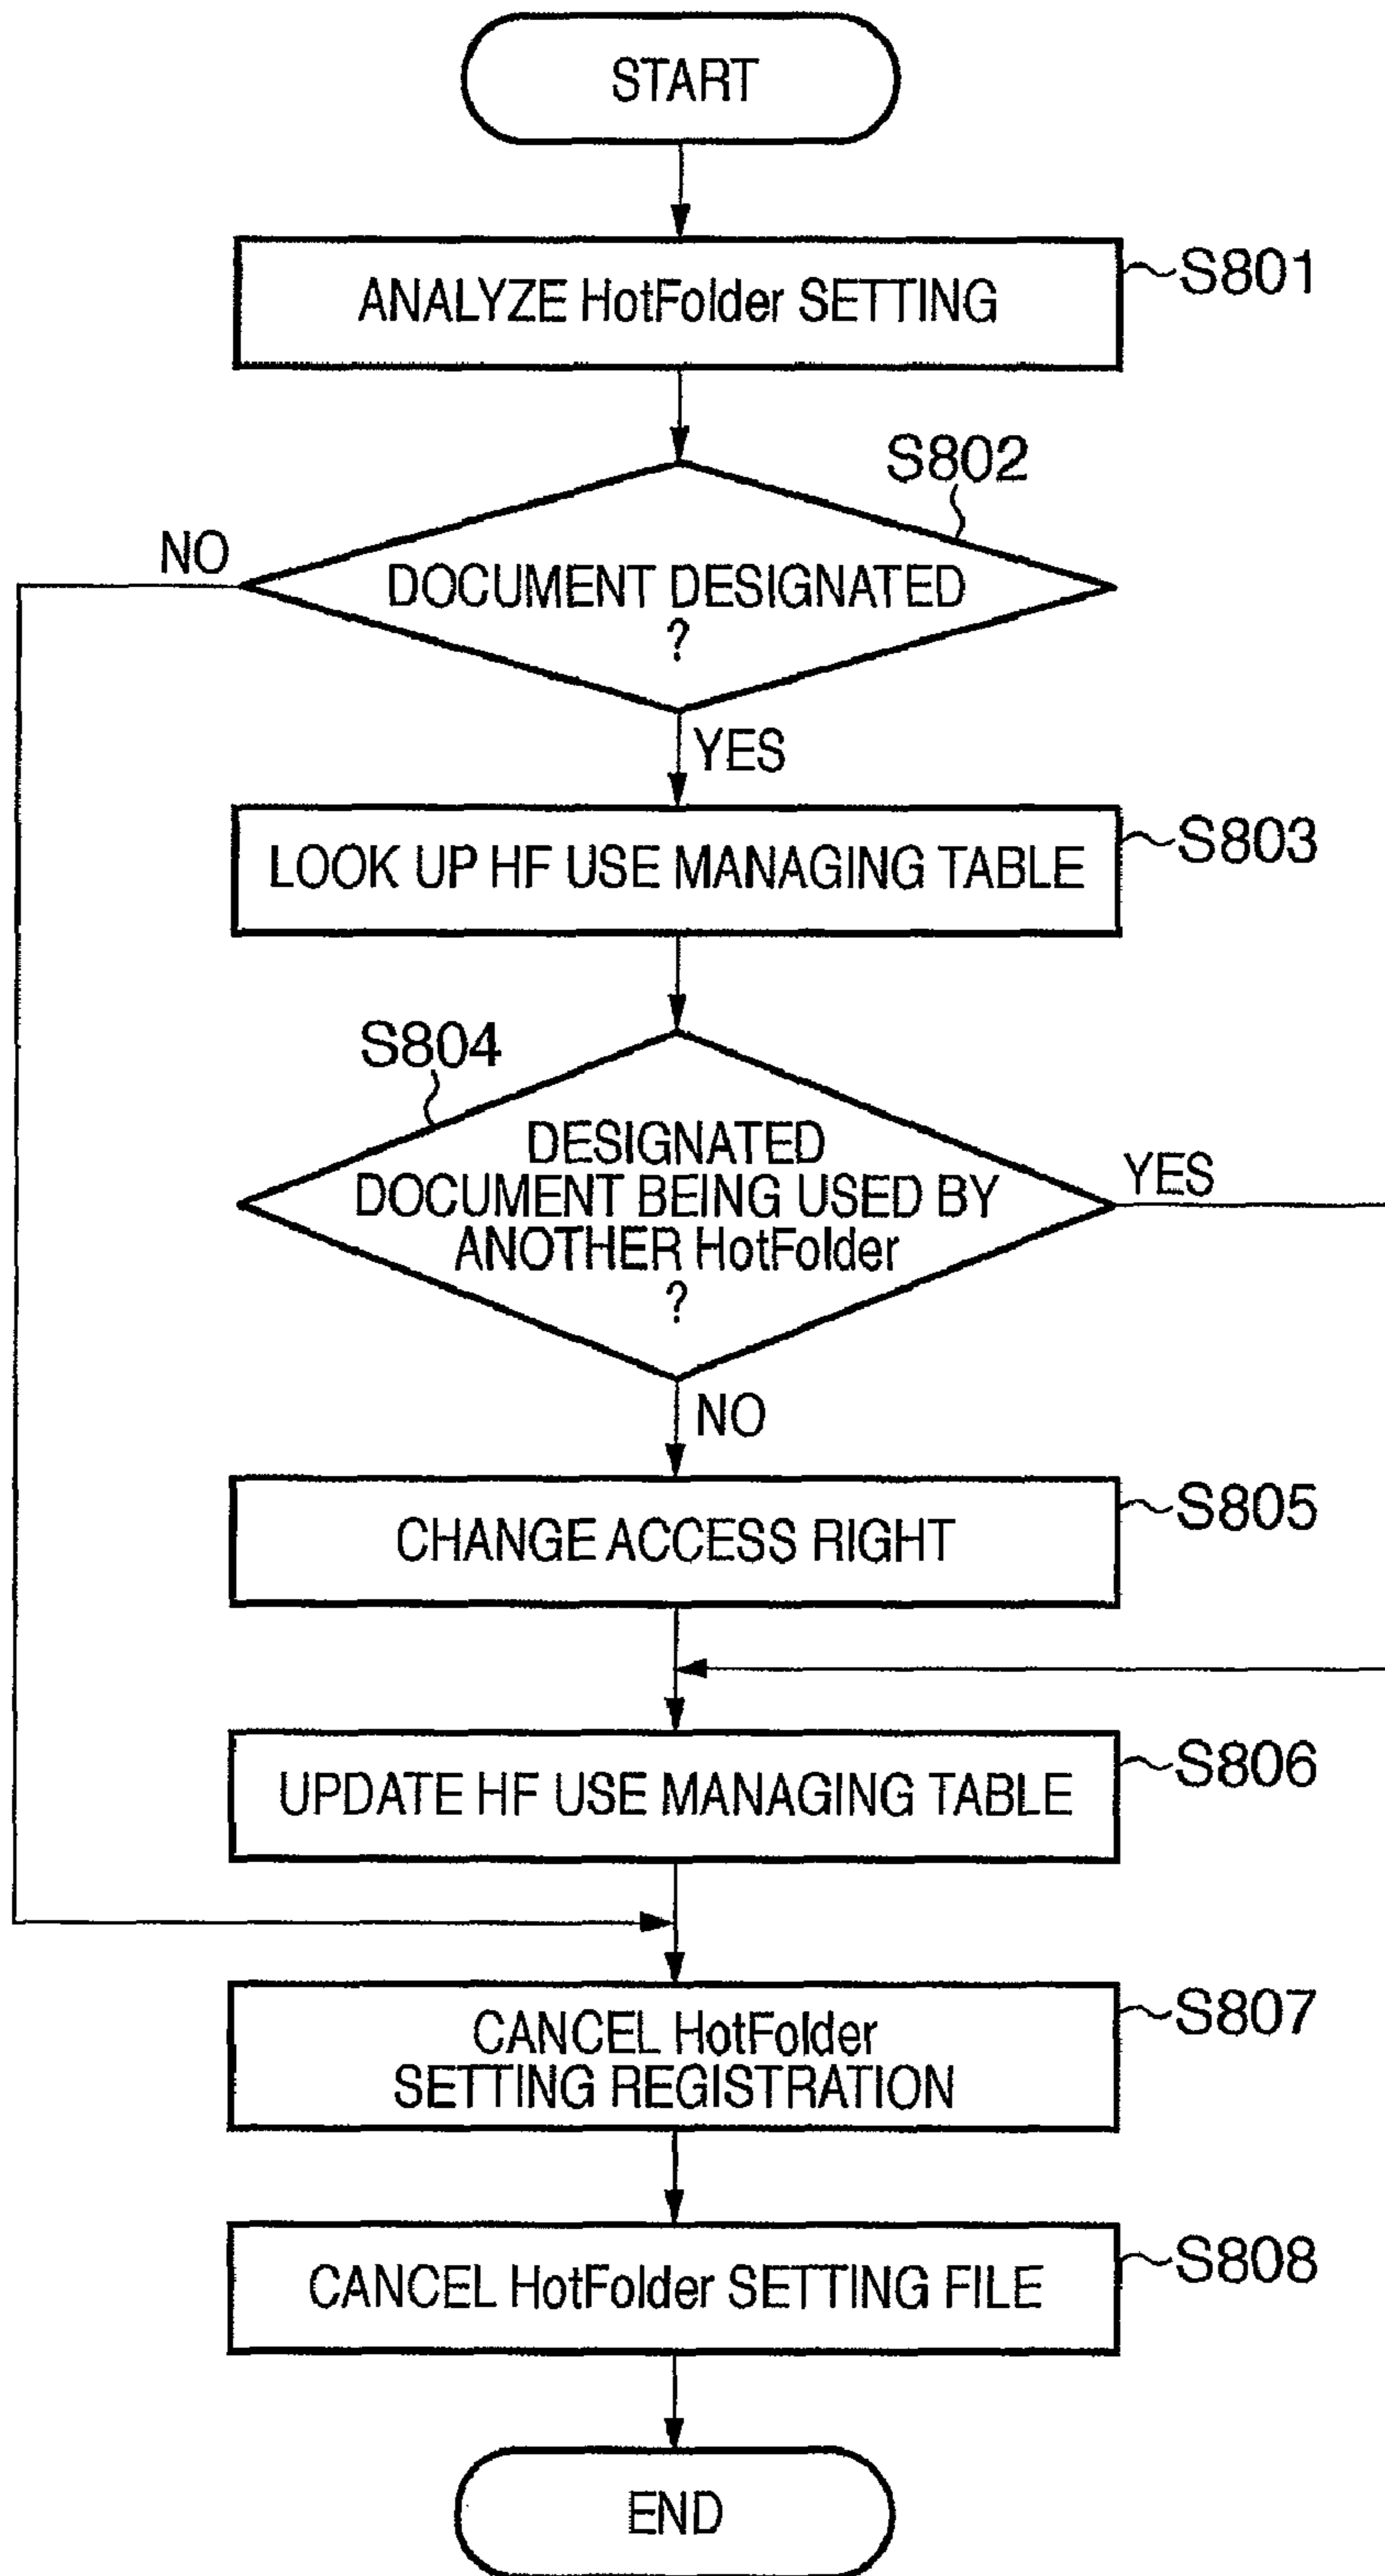 START
ANALYZE HotFolder SETTING
S801
S802
NO
DOCUMENT DESIGNATED
?
YES
LOOK UP HF USE MANAGING TABLE
S803
S804
DESIGNATED
DOCUMENT BEING USED BY
ANOTHER HotFolder
?
YES
NO
CHANGE ACCESS RIGHT
S805
UPDATE HF USE MANAGING TABLE
S806
CANCEL HotFolder
SETTING REGISTRATION
S807
CANCEL HotFolder SETTING FILE
S808
END